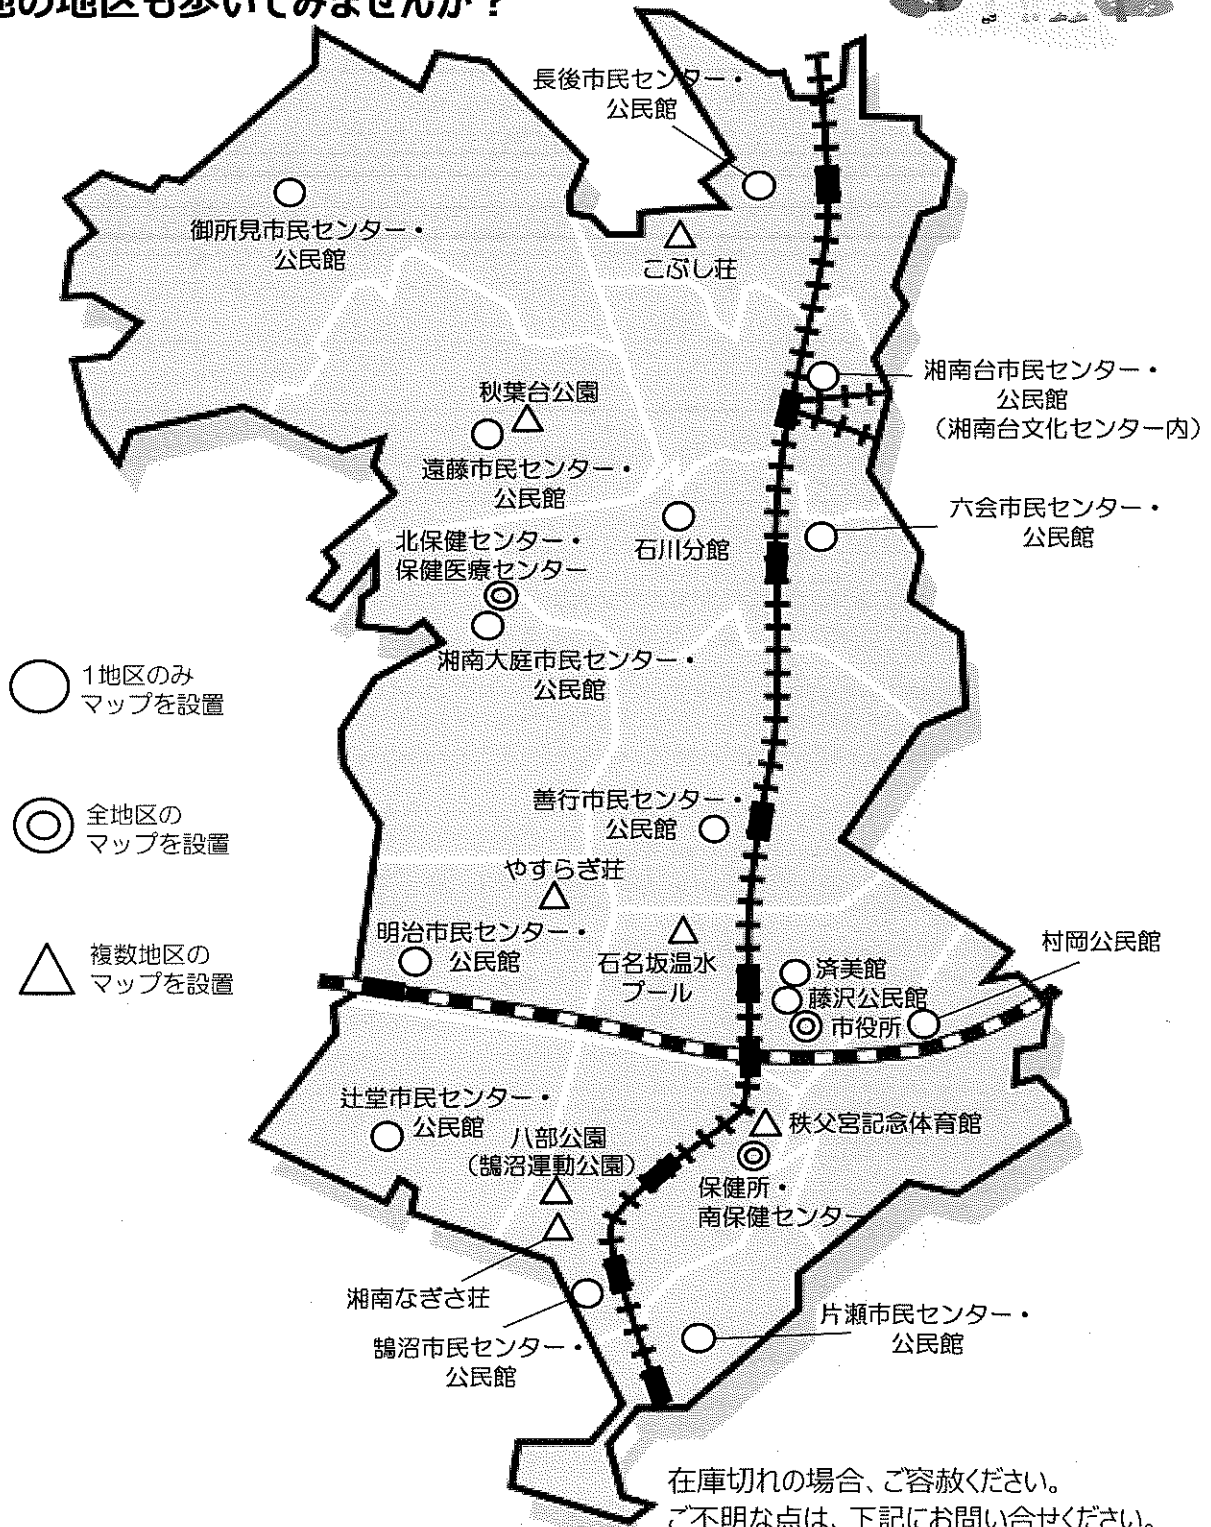 他の地区も歩いてみませんか？
長後市民センター・
公民館
御所見市民センター・
公民館
こぶし荘
湘南台市民センター・
公民館
（湘南台文化センター内）
秋葉台公園
遠藤市民センター・
公民館
六会市民センター・
公民館
石川分館
北保健センター・
保健医療センター
湘南大庭市民センター・
公民館
1地区のみ
マップを設置
全地区の
マップを設置
複数地区の
マップを設置
善行市民センター・
公民館
やすらぎ荘
明治市民センター・
公民館
石名坂温水
プール
村岡公民館
済美館
藤沢公民館
市役所
辻堂市民センター・
公民館
八部公園
（鵠沼運動公園）
秩父宮記念体育館
保健所・
南保健センター
湘南なぎさ荘
鵠沼市民センター・
公民館
片瀬市民センター・
公民館
在庫切れの場合、ご容赦ください。
ご不明な点は、下記にお問い合せください。